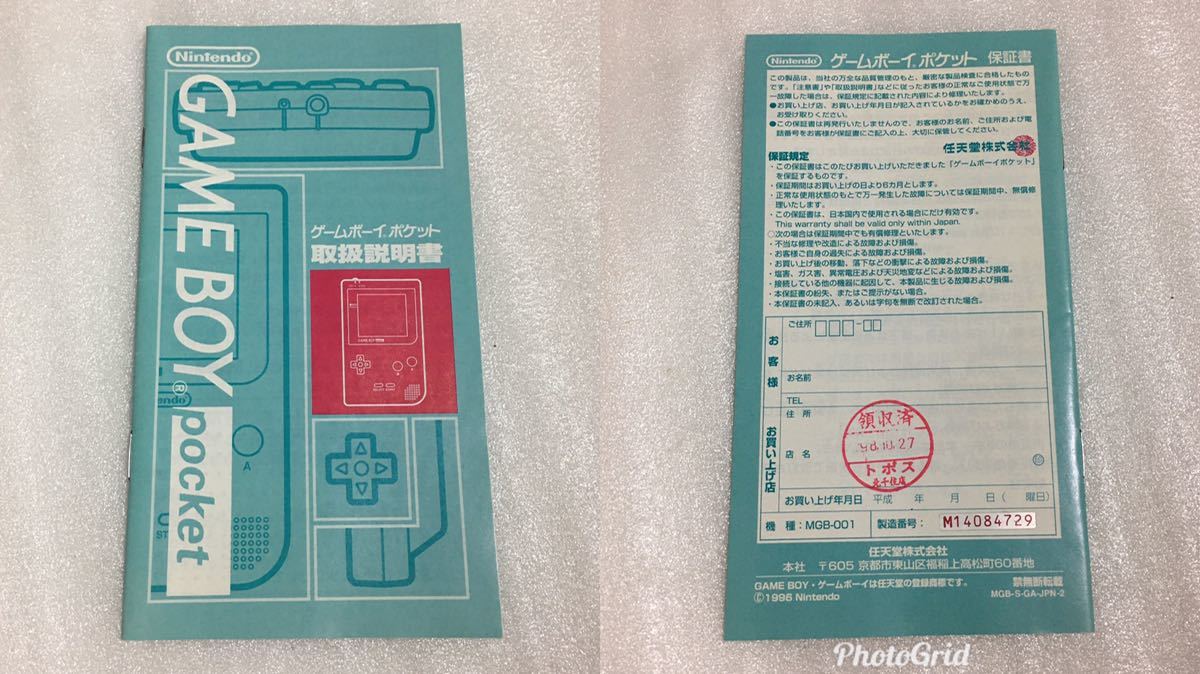 Nintendo®
GAME BOY®
pocket
ゲームボーイ®ポケット
取扱説明書
GAME BOY
SELECT START
A
ST
Nintendo
Nintendo® ゲームボーイ®ポケット 保証書
この製品は、当社の万全な品質管理のもと、厳密な製品検査に合格したもの
です。「注意書」や「取扱説明書」などに従ったお客様の正常なご使用状態で万
一故障した場合は、保証規定に記載された内容により修理いたします。
●お買い上げ店、お買い上げ年月日が記入されているかをお確かめのうえ、
お受け取りください。
●この保証書は再発行いたしませんので、お客様のお名前、ご住所および電
話番号をお客様が保証書にご記入の上、大切に保管してください。
任天堂株式会社
保証規定
・この保証書はこのたびお買い上げいただきました「ゲームボーイポケット」
を保証するものです。
・保証期間はお買い上げの日より6カ月とします。
・正常な使用状態のもとで万一発生した故障については保証期間中、無償修
理いたします。
・この保証書は、日本国内で使用される場合にだけ有効です。
This warranty shall be valid only within Japan.
○次の場合は保証期間中でも有償修理といたします。
・不当な修理や改造による故障および損傷。
・お客様ご自身の過失による故障および損傷。
・お買い上げ後の移動、落下などの衝撃による故障および損傷。
・塩害、ガス害、異常電圧および天災地変などによる故障および損傷。
・接続している他の機器に起因して、本製品に生じる故障および損傷。
・本保証書の紛失、またはご提示がない場合。
・本保証書の未記入、あるいは字句を無断で改訂された場合。
お客様
ご住所
お名前
TEL
お買い上げ店
住所
店名
領収済
'98.10.27
トポス
北千住店
印
お買い上げ年月日 平成 年 月 日( 曜日)
機 種:MGB-001 製造番号: M14084729
任天堂株式会社
本社 〒605 京都市東山区福稲上高松町60番地
GAME BOY・ゲームボーイは任天堂の登録商標です。 禁無断転載
©1996 Nintendo MGB-S-GA-JPN-2
PhotoGrid